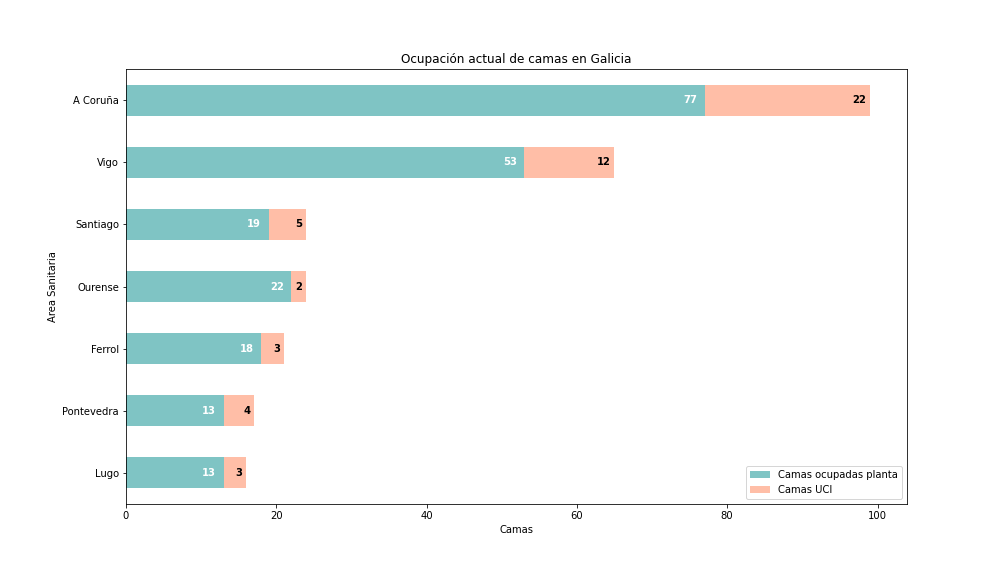 Ocupación actual de camas en Galicia
A Coruña 77 22
Vigo 53 12
Santiago 19 5
Ourense 22 2
Ferrol 18 3
Pontevedra 13 4
Lugo 13 3
Area Sanitaria
Camas ocupadas planta
Camas UCI
0 20 40 60 80 100
Camas